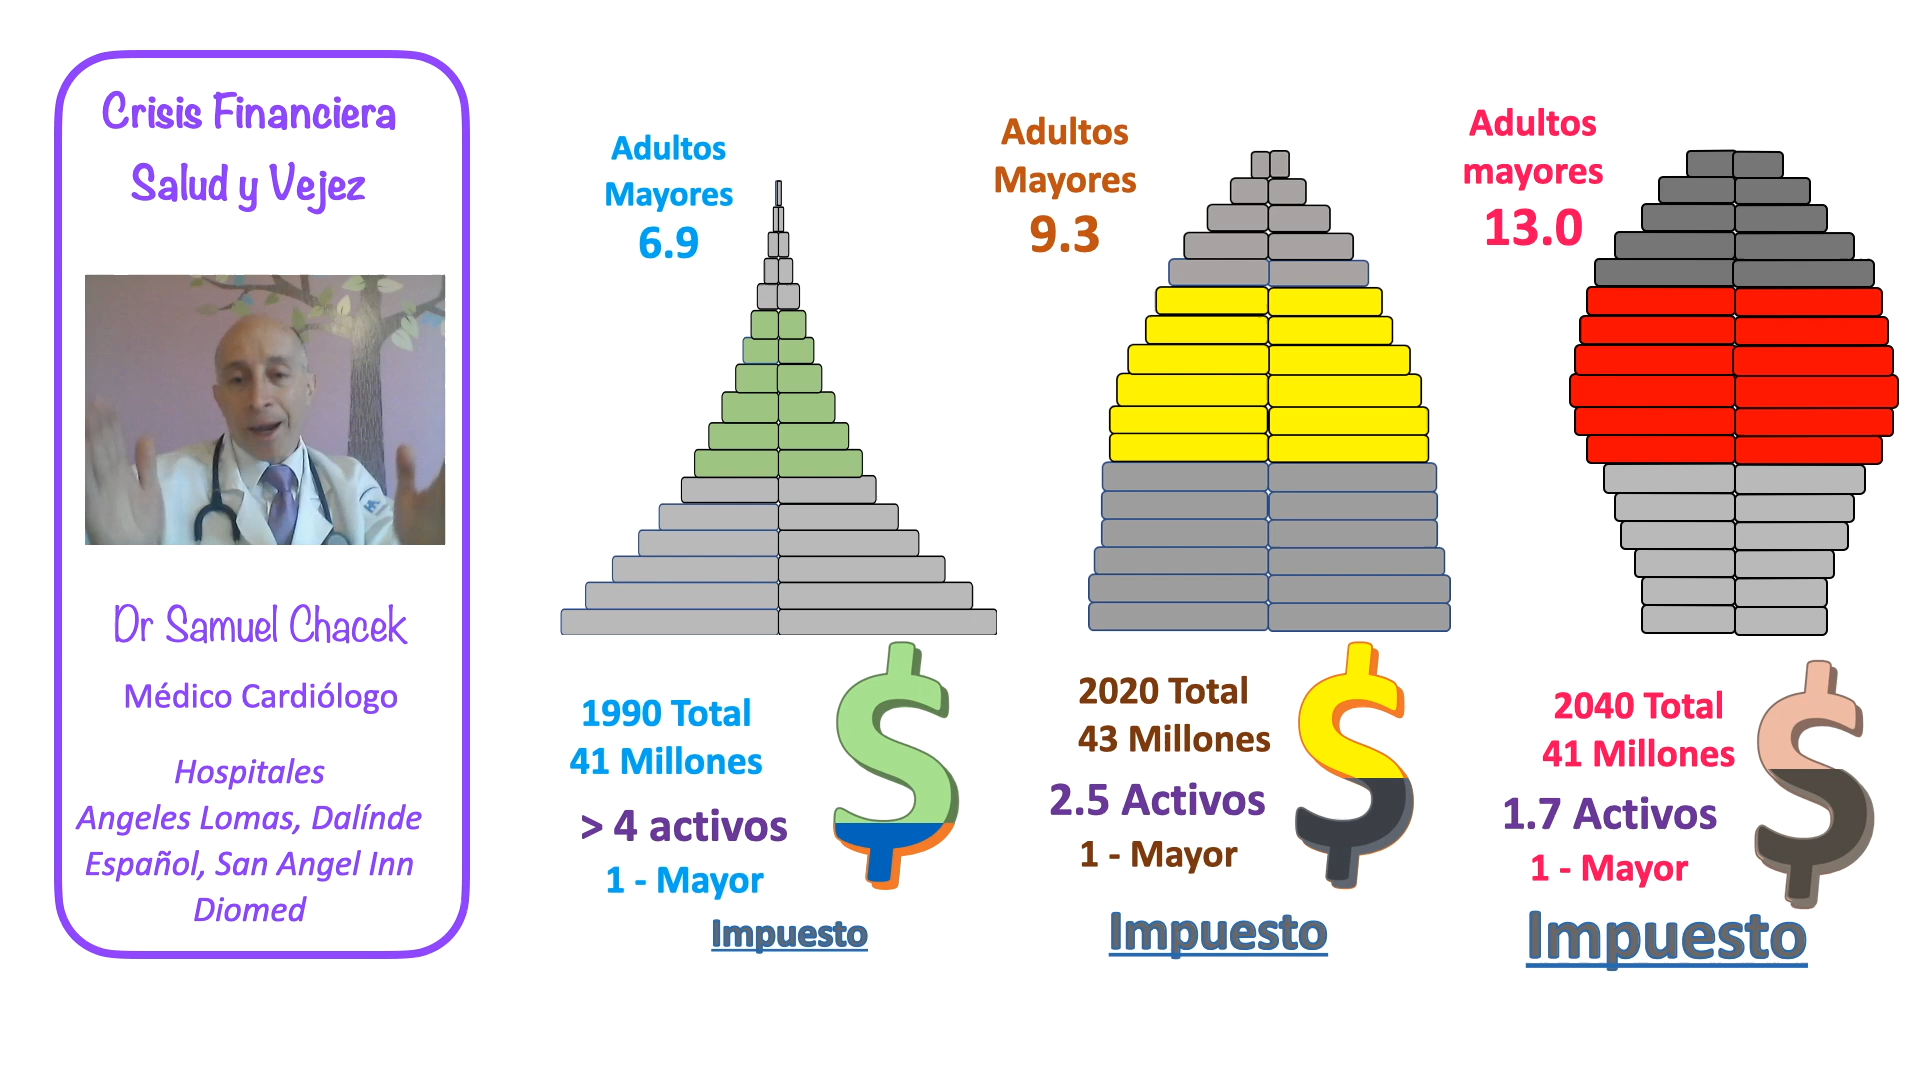 Crisis Financiera
Salud y Vejez
Dr Samuel Chacek
Médico Cardiólogo
Hospitales
Angeles Lomas, Dalínde
Español, San Angel Inn
Diomed
Adultos
Mayores
6.9
1990 Total
41 Millones
> 4 activos
1 - Mayor
Impuesto
Adultos
Mayores
9.3
2020 Total
43 Millones
2.5 Activos
1 - Mayor
Impuesto
Adultos
mayores
13.0
2040 Total
41 Millones
1.7 Activos
1 - Mayor
Impuesto